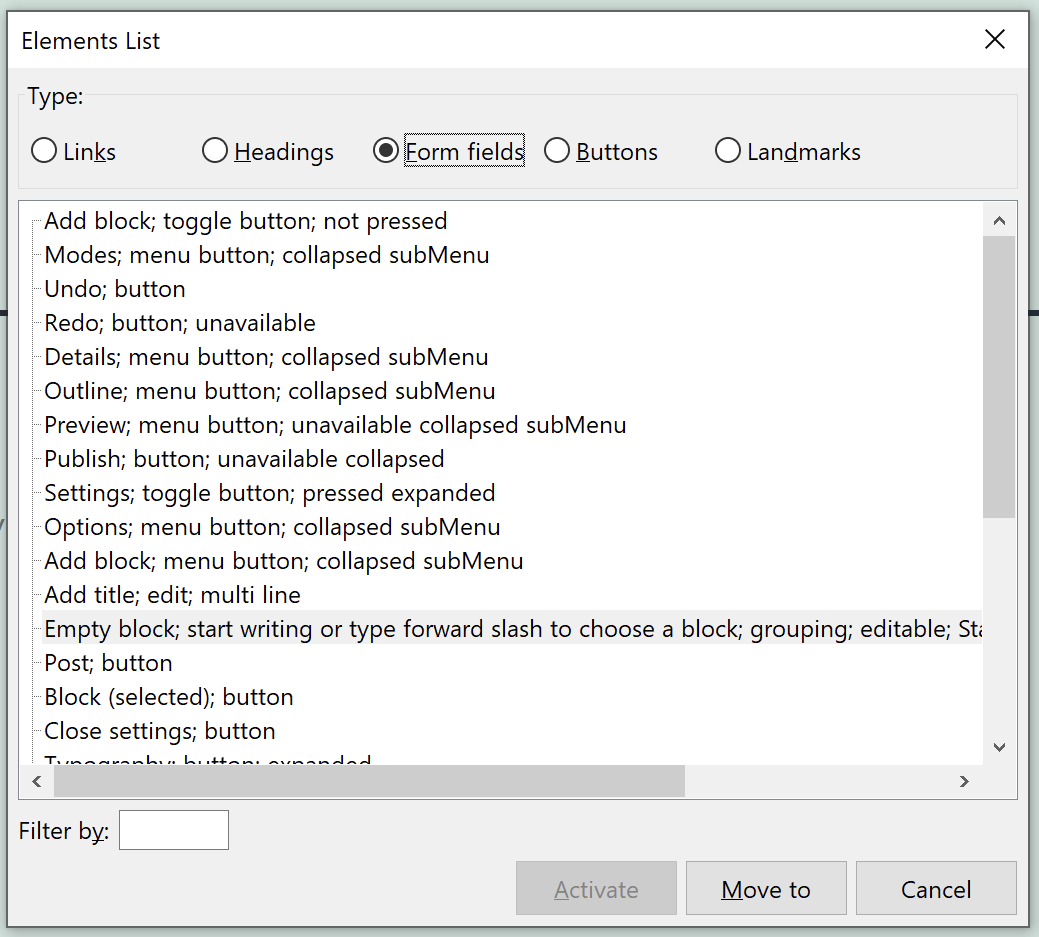 Elements List
Type:
Links Headings Form fields Buttons Landmarks
Add block; toggle button; not pressed
Modes; menu button; collapsed subMenu
Undo; button
Redo; button; unavailable
Details; menu button; collapsed subMenu
Outline; menu button; collapsed subMenu
Preview; menu button; unavailable collapsed subMenu
Publish; button; unavailable collapsed
Settings; toggle button; pressed expanded
Options; menu button; collapsed subMenu
Add block; menu button; collapsed subMenu
Add title; edit; multi line
Empty block; start writing or type forward slash to choose a block; grouping; editable; Sta
Post; button
Block (selected); button
Close settings; button
Typography; button; expanded
Filter by:
Activate Move to Cancel